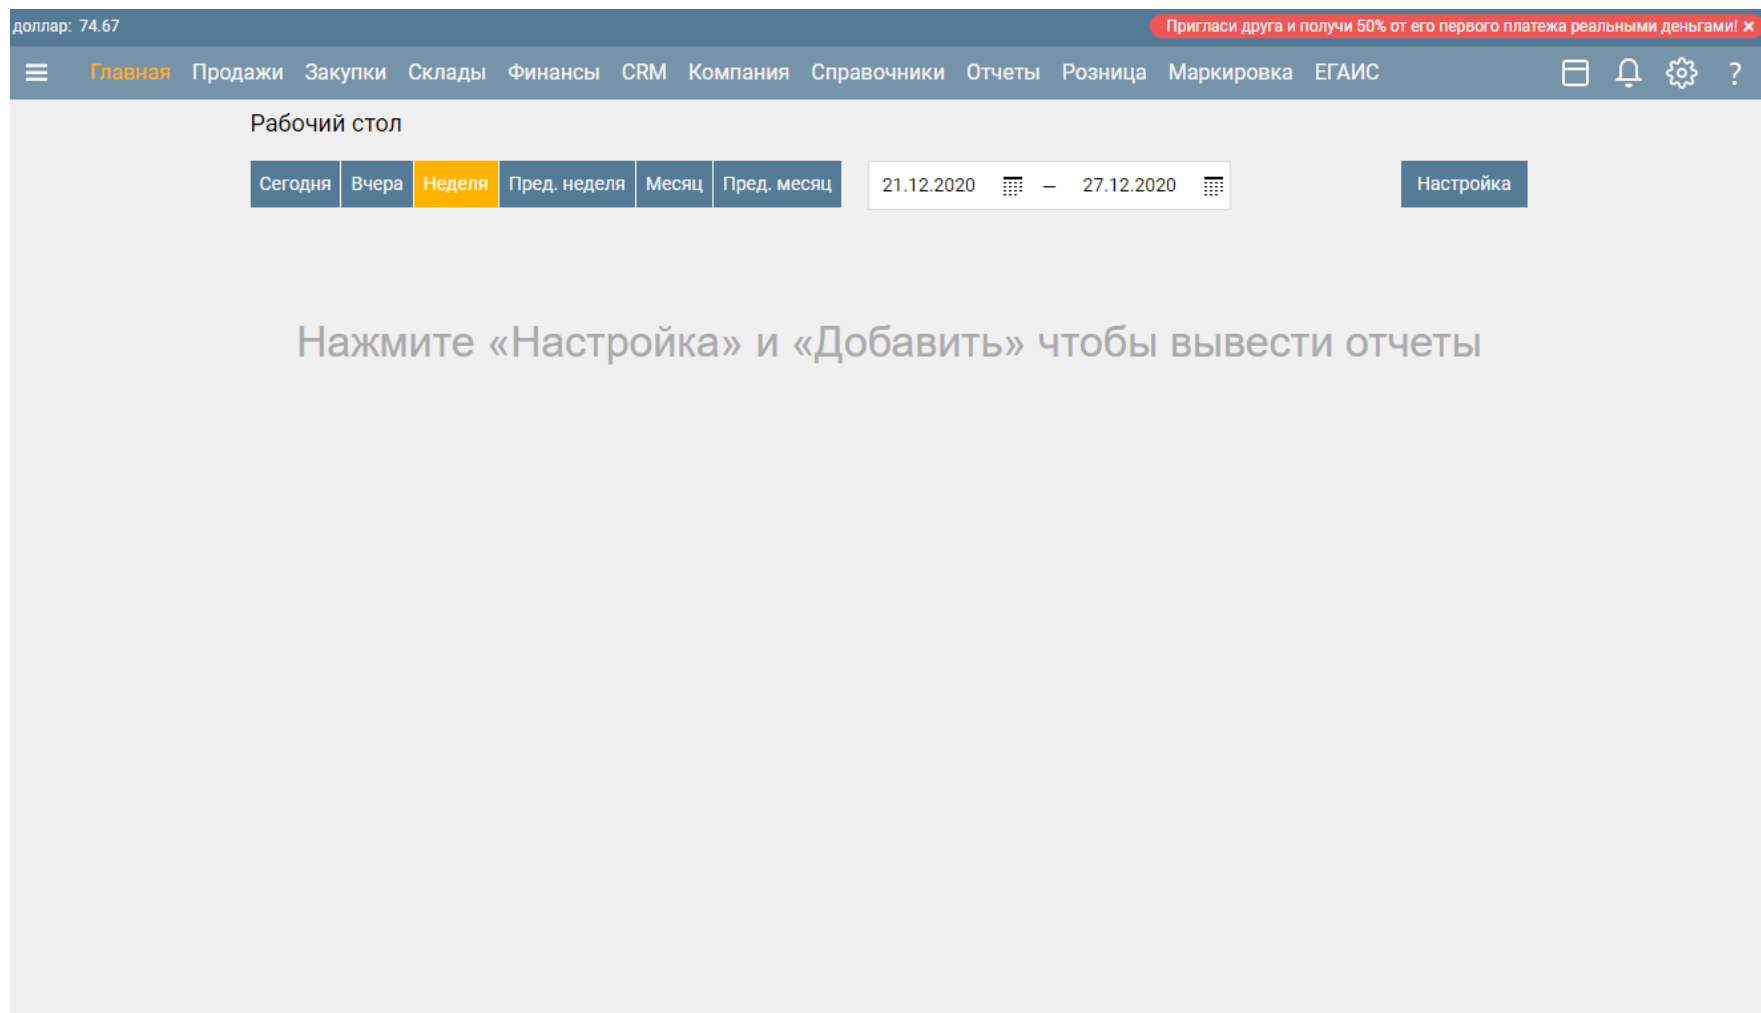 доллар: 74.67
Пригласи друга и получи 50% от его первого платежа реальными деньгами! ×
Главная Продажи Закупки Склады Финансы CRM Компания Справочники Отчеты Розница Маркировка ЕГАИС ?
Рабочий стол
Сегодня Вчера Неделя Пред. неделя Месяц Пред. месяц 21.12.2020 – 27.12.2020 Настройка
Нажмите «Настройка» и «Добавить» чтобы вывести отчеты